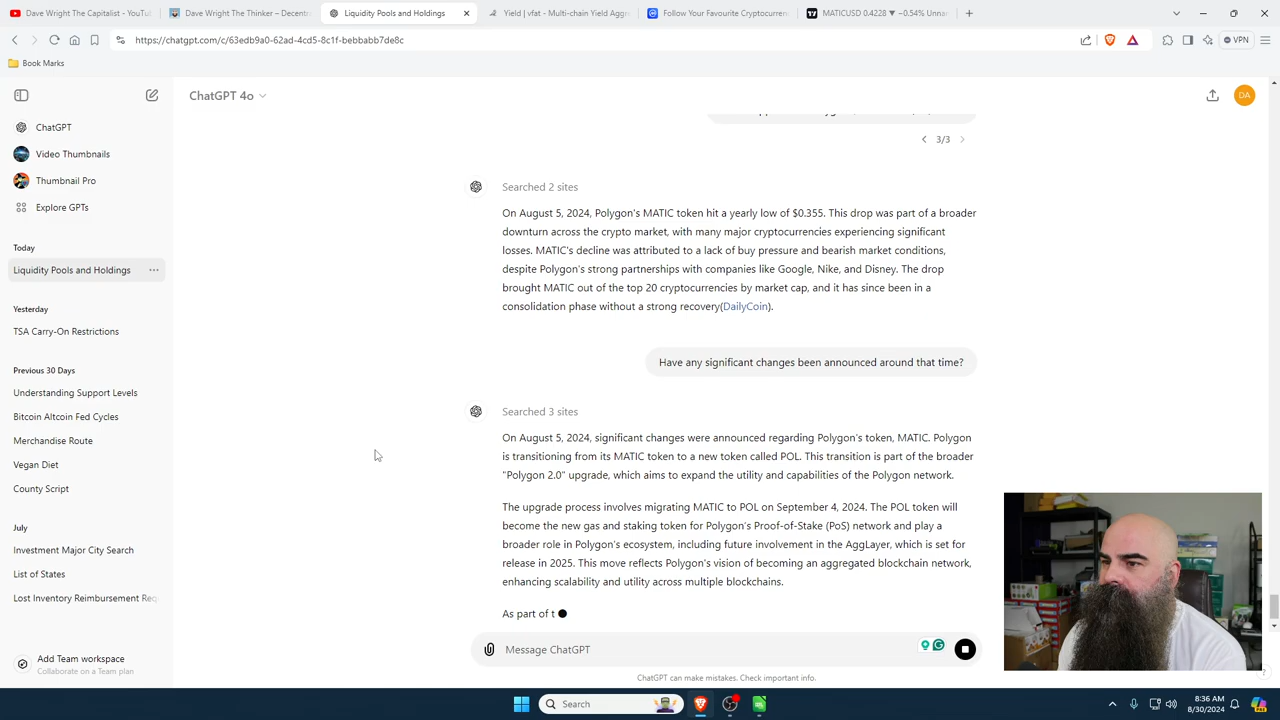 Dave Wright The Capitalist - YouTu
Dave Wright The Thinker – Decentr
Liquidity Pools and Holdings
Yield | vfat - Multi-chain Yield Aggr
Follow Your Favourite Cryptocurren
MATICUSD 0.4228 ▼ −0.54% Unnam
https://chatgpt.com/c/63edb9a0-62ad-4cd5-8c1f-bebbabb7de8c
VPN
Book Marks
ChatGPT 4o
DA
ChatGPT
Video Thumbnails
Thumbnail Pro
Explore GPTs
Today
Liquidity Pools and Holdings
Yesterday
TSA Carry-On Restrictions
Previous 30 Days
Understanding Support Levels
Bitcoin Altcoin Fed Cycles
Merchandise Route
Vegan Diet
County Script
July
Investment Major City Search
List of States
Lost Inventory Reimbursement Req
Add Team workspace
Collaborate on a Team plan
3/3
Searched 2 sites
On August 5, 2024, Polygon's MATIC token hit a yearly low of $0.355. This drop was part of a broader
downturn across the crypto market, with many major cryptocurrencies experiencing significant
losses. MATIC's decline was attributed to a lack of buy pressure and bearish market conditions,
despite Polygon's strong partnerships with companies like Google, Nike, and Disney. The drop
brought MATIC out of the top 20 cryptocurrencies by market cap, and it has since been in a
consolidation phase without a strong recovery(DailyCoin).
Have any significant changes been announced around that time?
Searched 3 sites
On August 5, 2024, significant changes were announced regarding Polygon's token, MATIC. Polygon
is transitioning from its MATIC token to a new token called POL. This transition is part of the broader
"Polygon 2.0" upgrade, which aims to expand the utility and capabilities of the Polygon network.
The upgrade process involves migrating MATIC to POL on September 4, 2024. The POL token will
become the new gas and staking token for Polygon's Proof-of-Stake (PoS) network and play a
broader role in Polygon's ecosystem, including future involvement in the AggLayer, which is set for
release in 2025. This move reflects Polygon's vision of becoming an aggregated blockchain network,
enhancing scalability and utility across multiple blockchains.
As part of t
Message ChatGPT
ChatGPT can make mistakes. Check important info.
?
Search
8:36 AM
8/30/2024